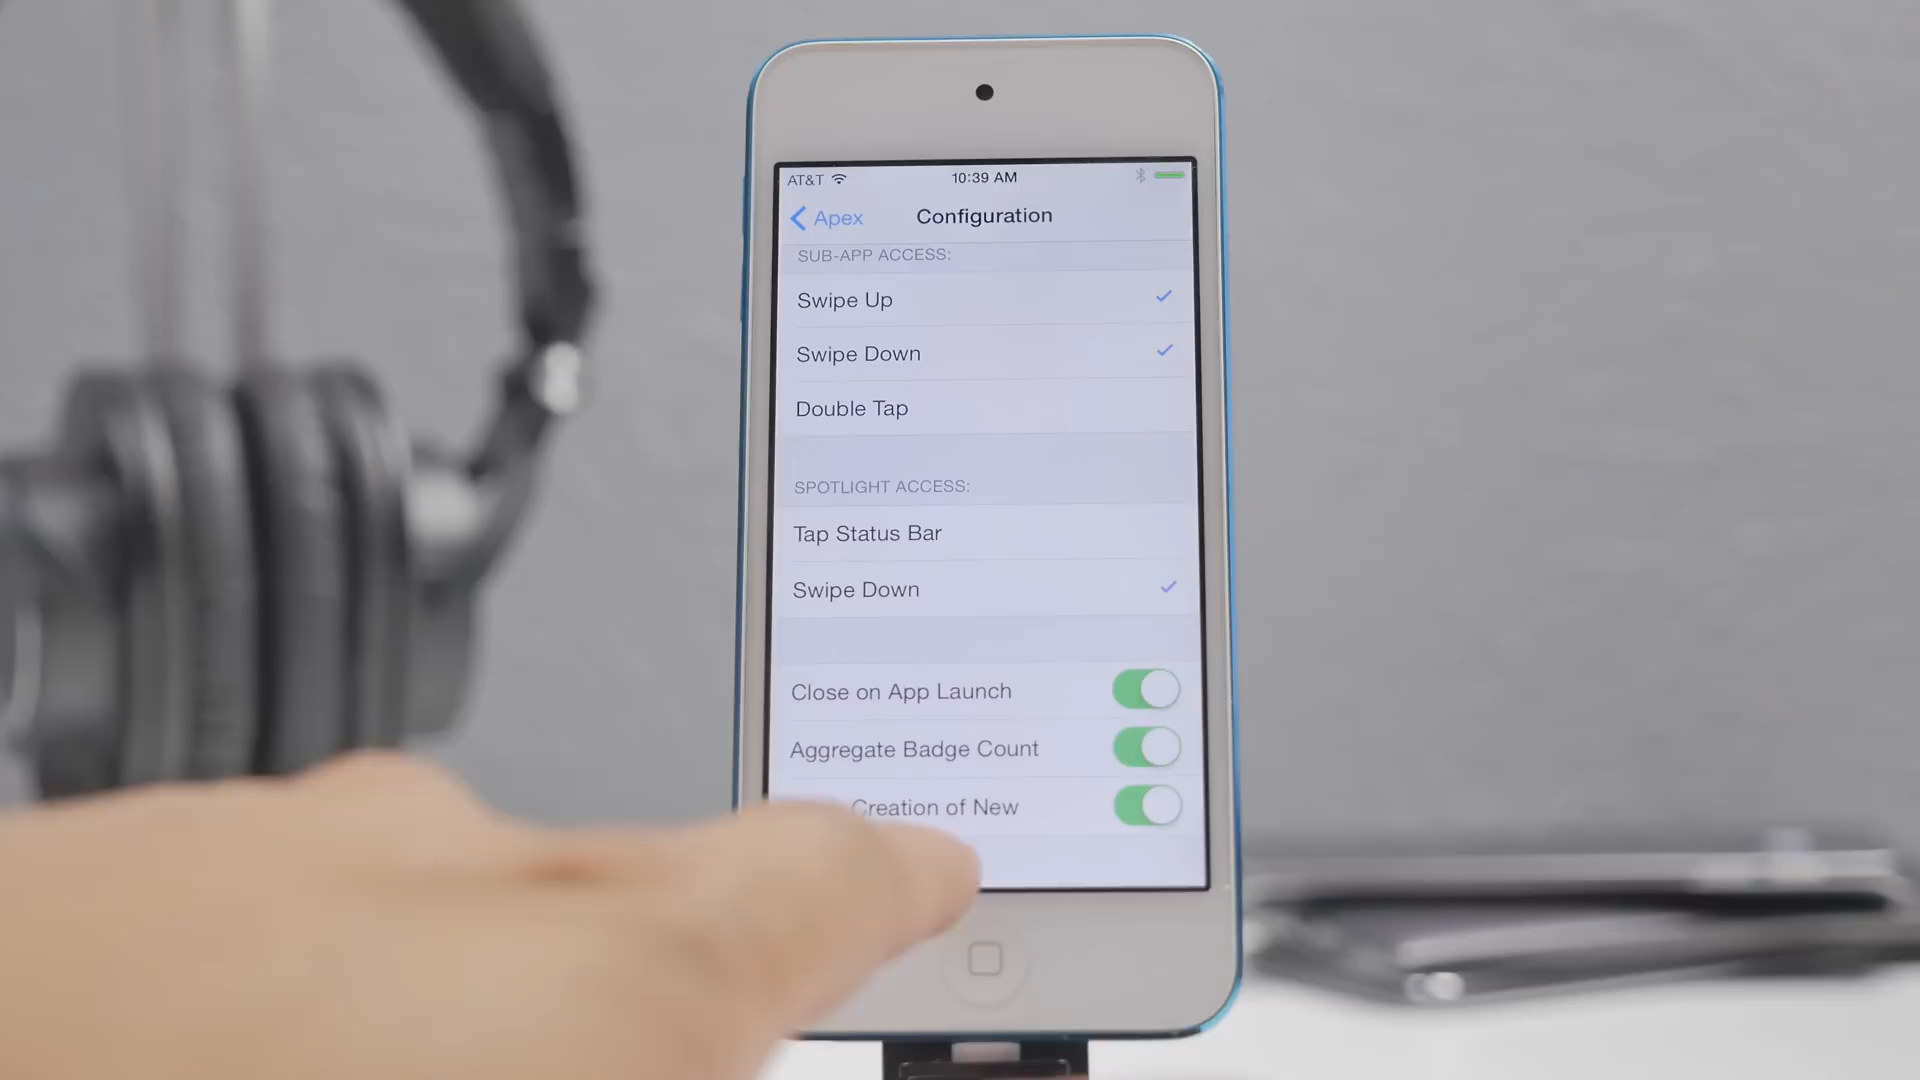 AT&T 10:39 AM
Apex Configuration
SUB-APP ACCESS:
Swipe Up
Swipe Down
Double Tap
SPOTLIGHT ACCESS:
Tap Status Bar
Swipe Down
Close on App Launch
Aggregate Badge Count
Creation of New